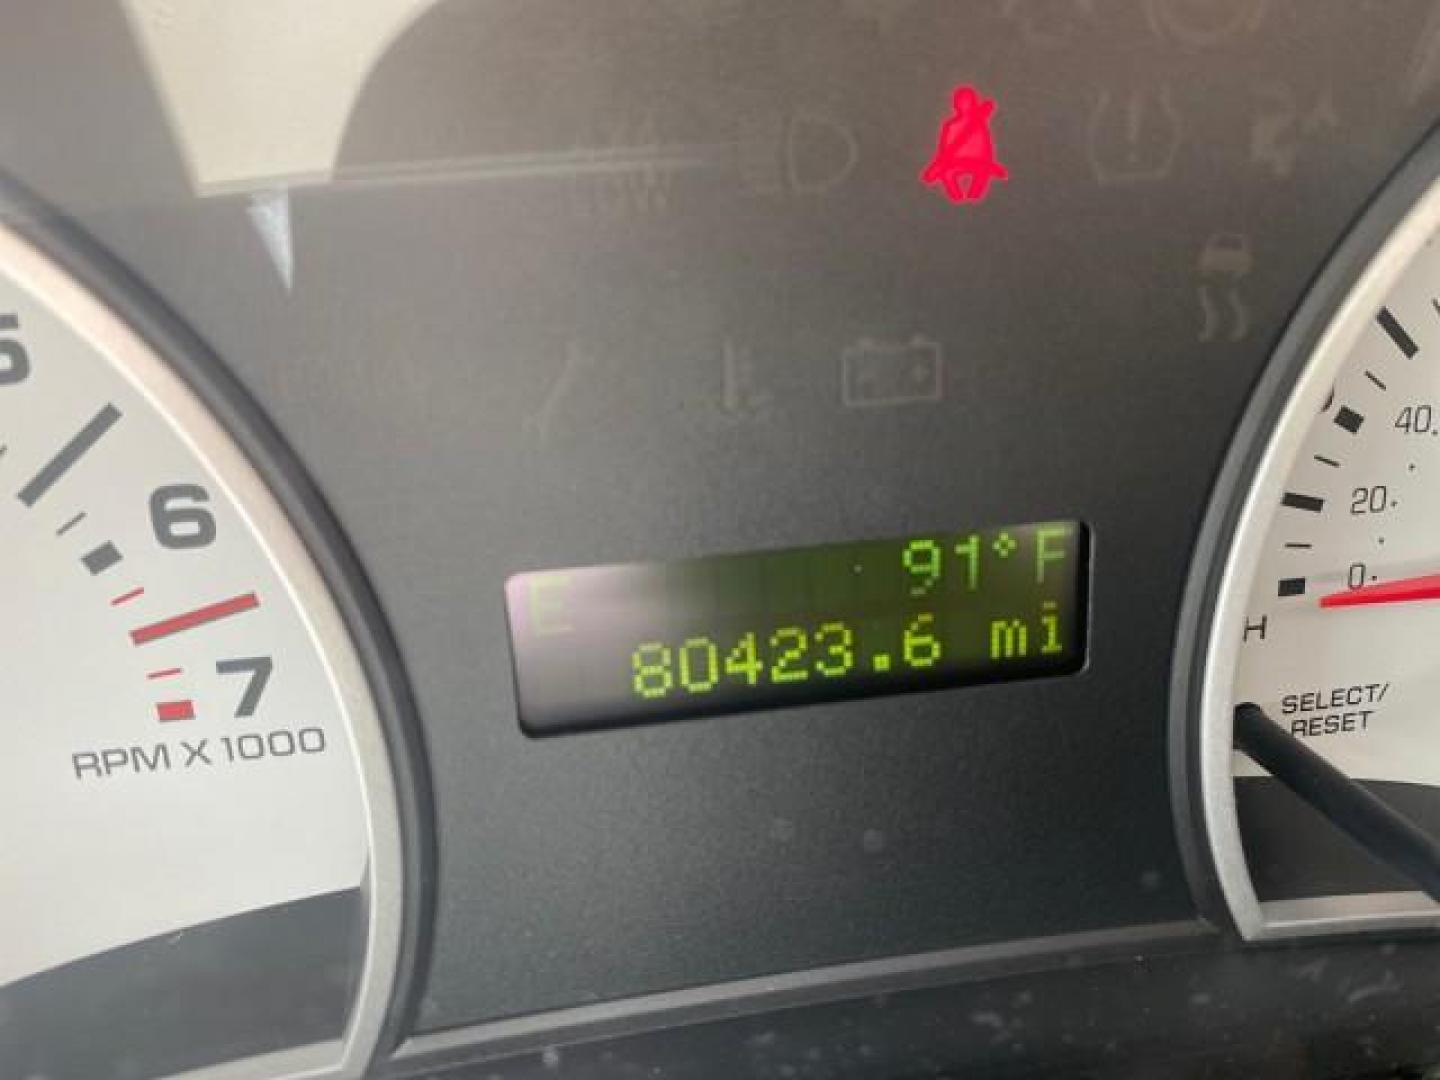 5
6
7
RPM X 1000
E 91°F
80423.6 mi
40
20
0
H
SELECT/
RESET